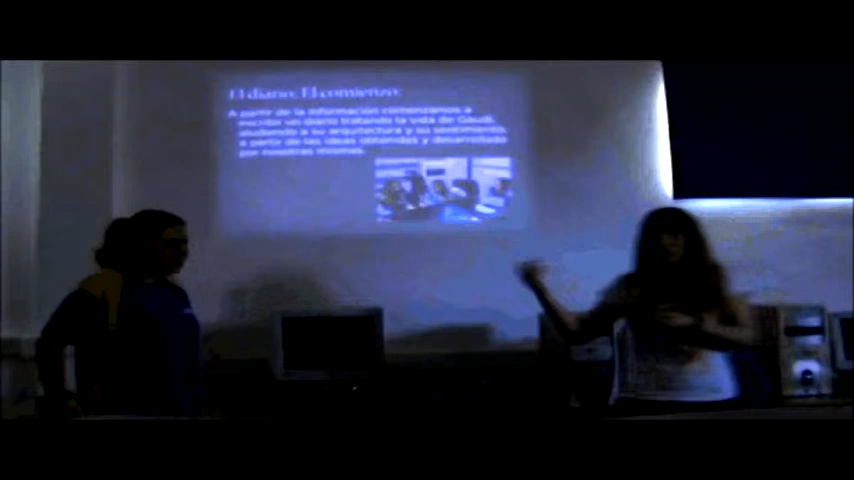 El diario: El comienzo:
A partir de la información comenzamos a
escribir un diario tratando la vida de Gaudí,
aludiendo a su arquitectura y su sentimiento,
a partir de las ideas obtenidas y desarrollado
por nosotras mismas.